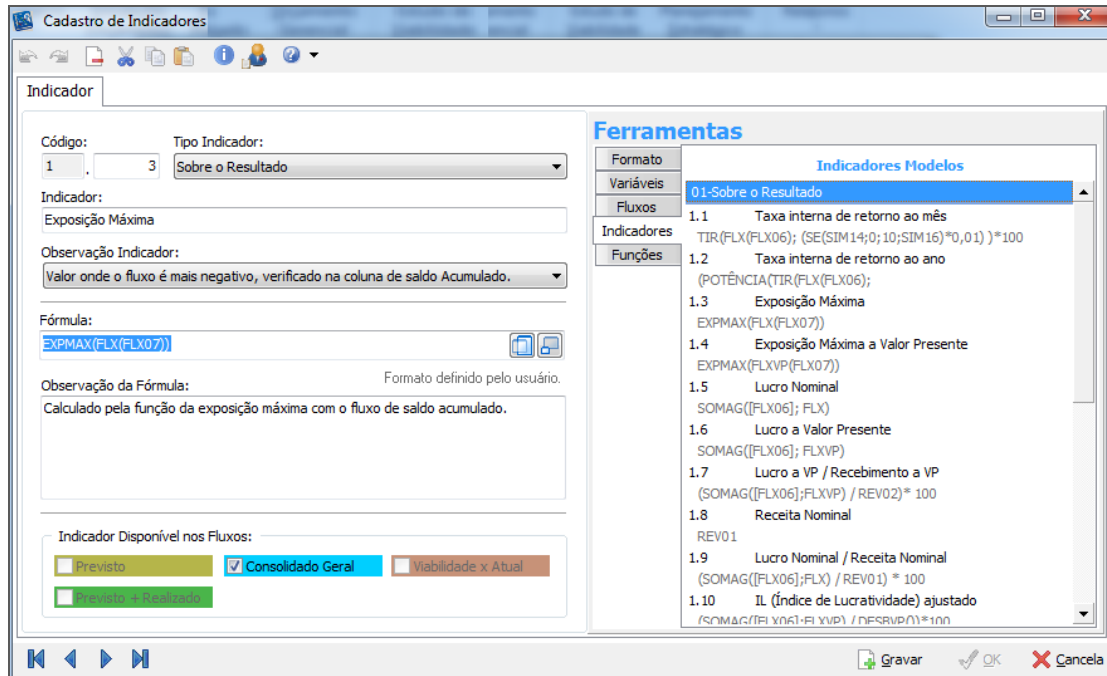 Cadastro de Indicadores
Indicador
Código:
Tipo Indicador:
1 . 3
Sobre o Resultado
Indicador:
Exposição Máxima
Observação Indicador:
Valor onde o fluxo é mais negativo, verificado na coluna de saldo Acumulado.
Fórmula:
EXPMAX(FLX(FLX07))
Formato definido pelo usuário.
Observação da Fórmula:
Calculado pela função da exposição máxima com o fluxo de saldo acumulado.
Indicador Disponível nos Fluxos:
Previsto
Consolidado Geral
Viabilidade x Atual
Previsto + Realizado
Ferramentas
Formato
Variáveis
Fluxos
Indicadores
Funções
Indicadores Modelos
01-Sobre o Resultado
1.1 Taxa interna de retorno ao mês
TIR(FLX(FLX06); (SE(SIM14;0;10;SIM16)*0,01) )*100
1.2 Taxa interna de retorno ao ano
(POTÊNCIA(TIR(FLX(FLX06);
1.3 Exposição Máxima
EXPMAX(FLX(FLX07))
1.4 Exposição Máxima a Valor Presente
EXPMAX(FLXVP(FLX07))
1.5 Lucro Nominal
SOMAG([FLX06]; FLX)
1.6 Lucro a Valor Presente
SOMAG([FLX06]; FLXVP)
1.7 Lucro a VP / Recebimento a VP
(SOMAG([FLX06];FLXVP) / REV02)* 100
1.8 Receita Nominal
REV01
1.9 Lucro Nominal / Receita Nominal
(SOMAG([FLX06];FLX) / REV01) * 100
1.10 IL (Índice de Lucratividade) ajustado
(SOMAG([FLX06];FLXVP) / DESBVP())*100
Gravar
OK
Cancela